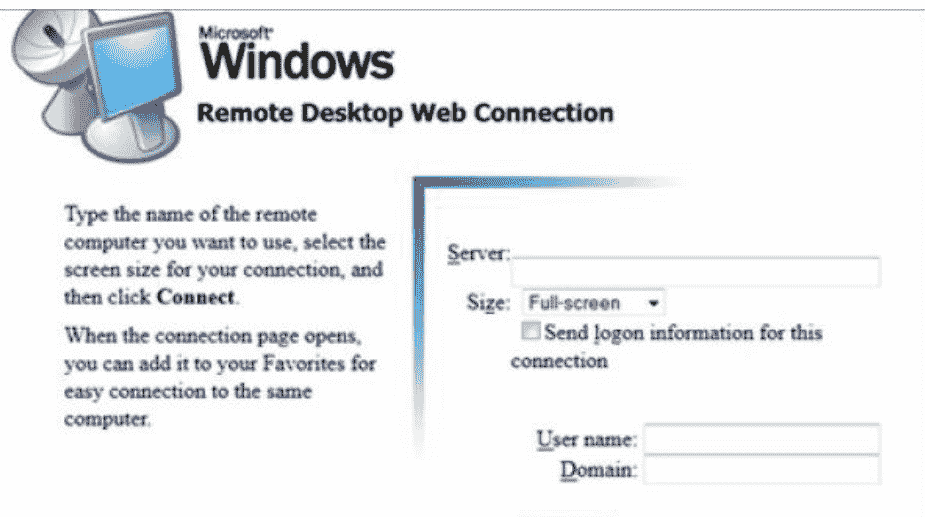 Microsoft®
Windows
Remote Desktop Web Connection
Type the name of the remote
computer you want to use, select the
screen size for your connection, and
then click Connect.
When the connection page opens,
you can add it to your Favorites for
easy connection to the same
computer.
Server:
Size: Full-screen
Send logon information for this
connection
User name:
Domain: